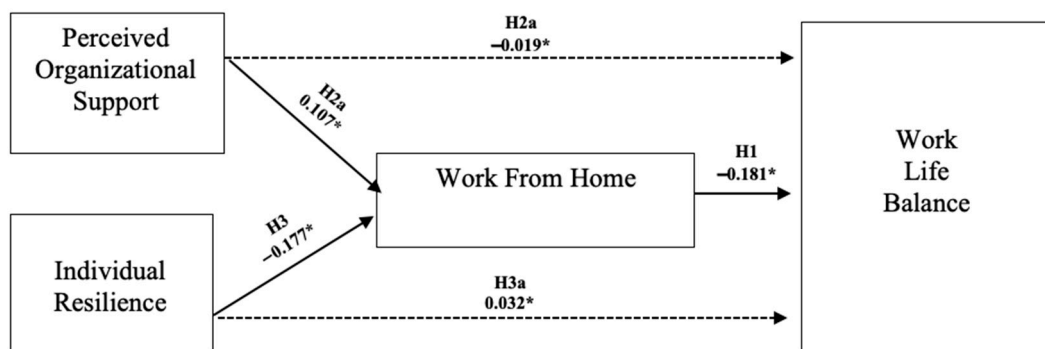 Perceived
Organizational
Support
H2a
−0.019*
H2a
0.107*
Work From Home
H1
−0.181*
Work
Life
Balance
H3
−0.177*
Individual
Resilience
H3a
0.032*